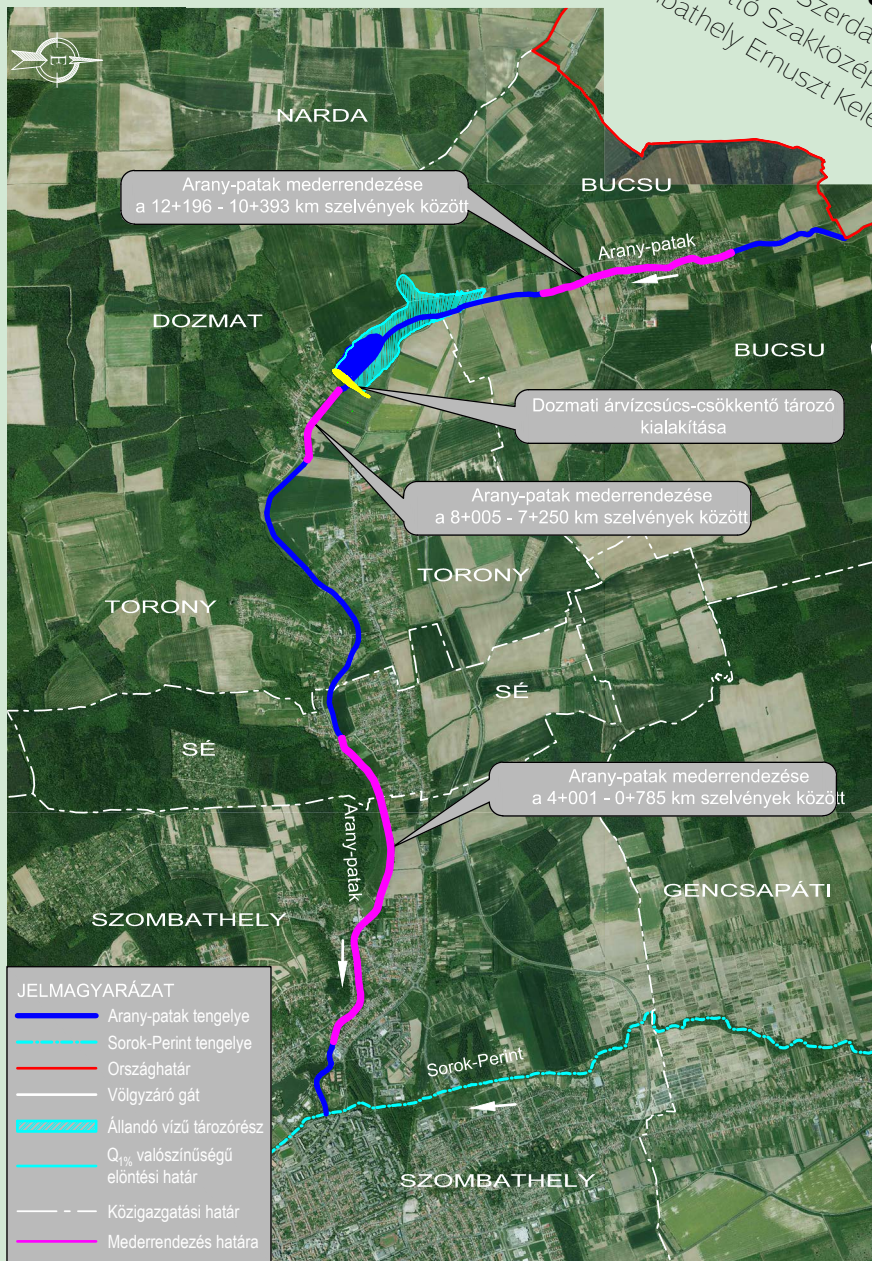 Szerda
ttó Szakközép
mbathely Ernuszt Kele
É
NARDA
Arany-patak mederrendezése
a 12+196 - 10+393 km szelvények között
BUCSU
Arany-patak
DOZMAT
BUCSU
Dozmati árvízcsúcs-csökkentő tározó
kialakítása
Arany-patak mederrendezése
a 8+005 - 7+250 km szelvények között
TORONY
TORONY
SÉ
SÉ
Arany-patak mederrendezése
a 4+001 - 0+785 km szelvények között
Arany-patak
GENCSAPÁTI
SZOMBATHELY
JELMAGYARÁZAT
Arany-patak tengelye
Sorok-Perint tengelye
Országhatár
Völgyzáró gát
Állandó vízű tározórész
Q1% valószínűségű
elöntési határ
Közigazgatási határ
Mederrendezés határa
Sorok-Perint
SZOMBATHELY